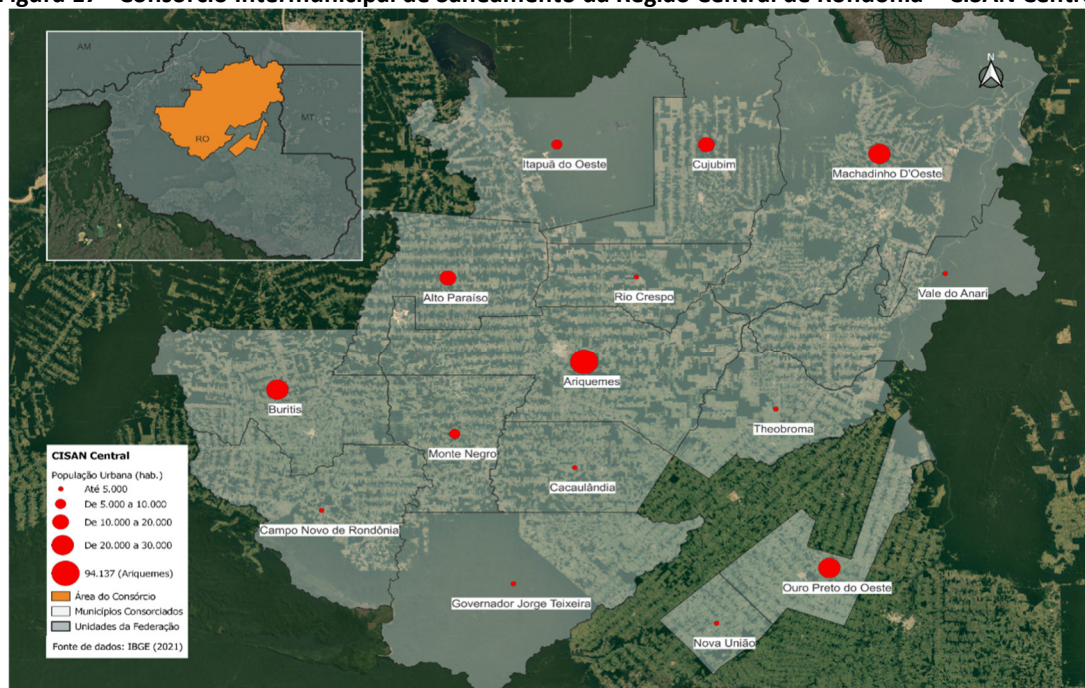 Figura 17 - Consórcio Intermunicipal de Saneamento da Região Central de Rondônia – CISAN Central
AM
RO
MT
N
Itapuã do Oeste
Cujubim
Machadinho D'Oeste
Alto Paraíso
Rio Crespo
Vale do Anari
Ariquemes
Buritis
Theobroma
Monte Negro
Cacaulândia
Campo Novo de Rondônia
Governador Jorge Teixeira
Ouro Preto do Oeste
Nova União
CISAN Central
População Urbana (hab.)
Até 5.000
De 5.000 a 10.000
De 10.000 a 20.000
De 20.000 a 30.000
94.137 (Ariquemes)
Área do Consórcio
Municípios Consorciados
Unidades da Federação
Fonte de dados: IBGE (2021)